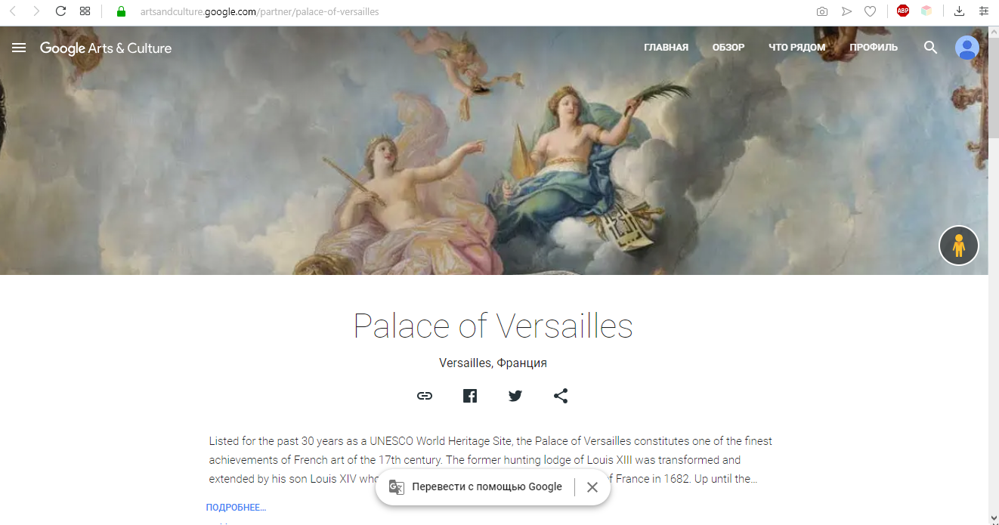 artsandculture.google.com/partner/palace-of-versailles
ABP
Google Arts & Culture
ГЛАВНАЯ ОБЗОР ЧТО РЯДОМ ПРОФИЛЬ
Palace of Versailles
Versailles, Франция
Listed for the past 30 years as a UNESCO World Heritage Site, the Palace of Versailles constitutes one of the finest
achievements of French art of the 17th century. The former hunting lodge of Louis XIII was transformed and
extended by his son Louis XIV who f France in 1682. Up until the...
Перевести с помощью Google
ПОДРОБНЕЕ...